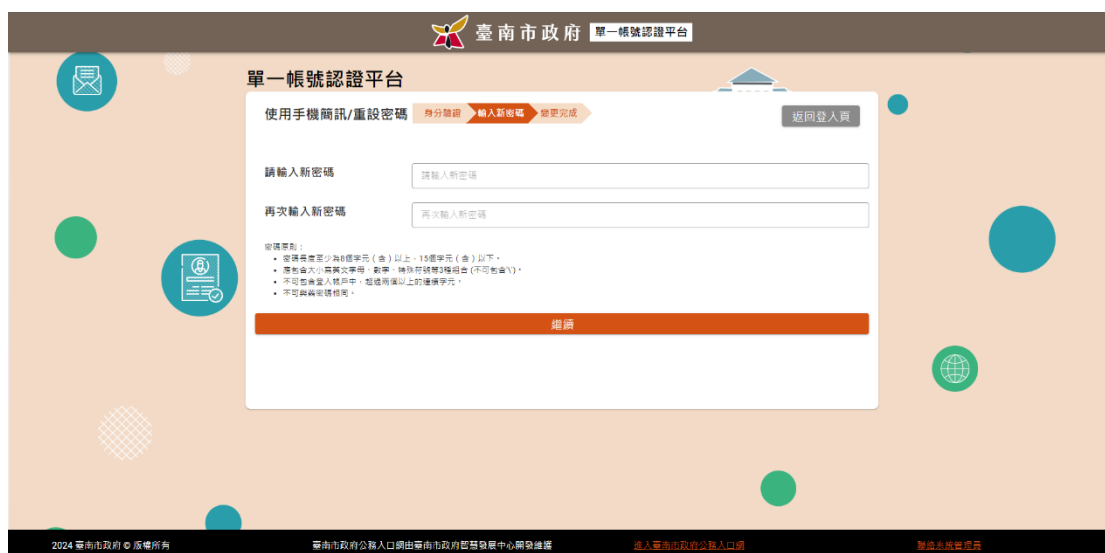 臺南市政府 單一帳號認證平台
單一帳號認證平台
使用手機簡訊/重設密碼 身分驗證 輸入新密碼 變更完成 返回登入頁
請輸入新密碼 請輸入新密碼
再次輸入新密碼 再次輸入新密碼
密碼原則：
• 密碼長度至少為8個字元（含）以上、15個字元（含）以下。
• 應包含大小寫英文字母、數字、特殊符號等3種組合(不可包含'\')。
• 不可包含登入帳戶中，超過兩個以上的連續字元。
• 不可與舊密碼相同。
繼續
2024 臺南市政府 © 版權所有 臺南市政府公務入口網由臺南市政府智慧發展中心開發維護 進入臺南市政府公務入口網 聯絡系統管理員